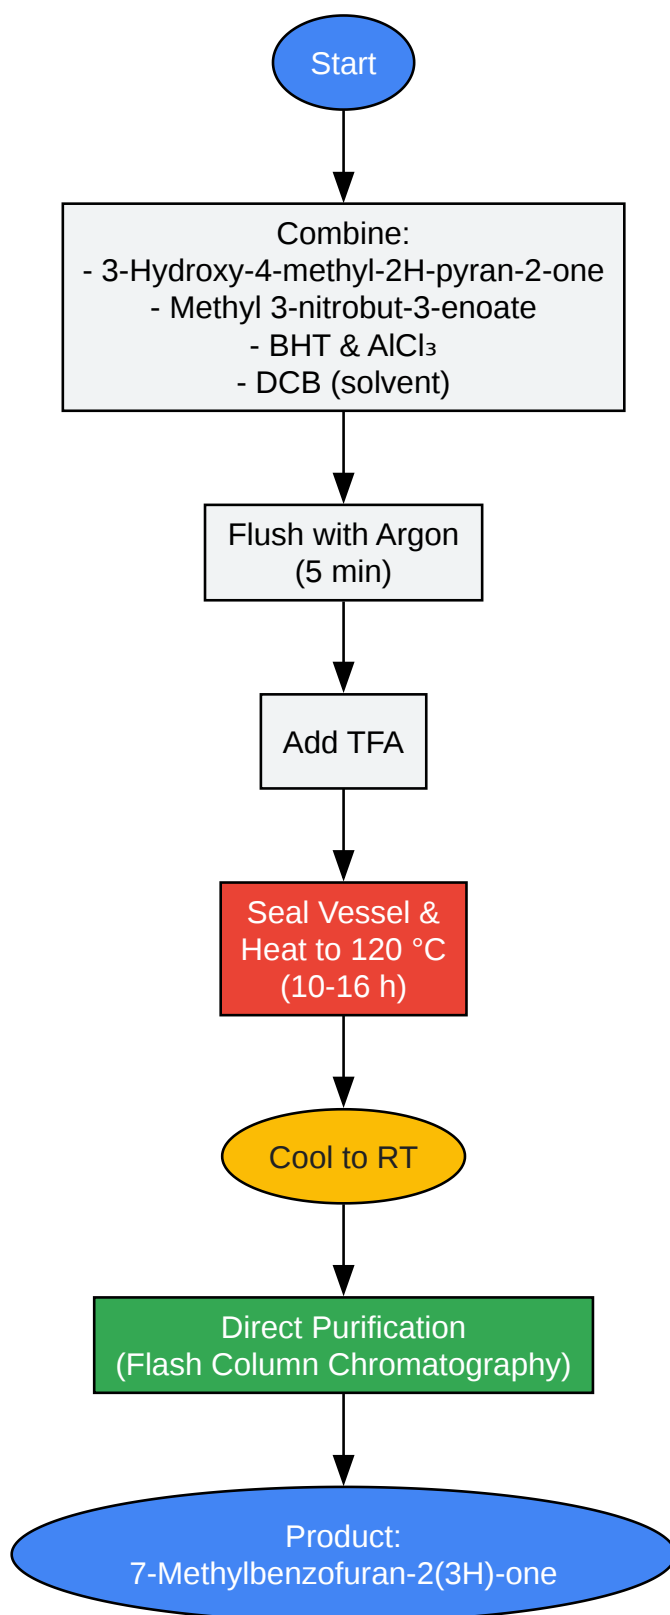 Start
Combine:
- 3-Hydroxy-4-methyl-2H-pyran-2-one
- Methyl 3-nitrobut-3-enoate
- BHT & AlCl₃
- DCB (solvent)
Flush with Argon
(5 min)
Add TFA
Seal Vessel &
Heat to 120 °C
(10-16 h)
Cool to RT
Direct Purification
(Flash Column Chromatography)
Product:
7-Methylbenzofuran-2(3H)-one